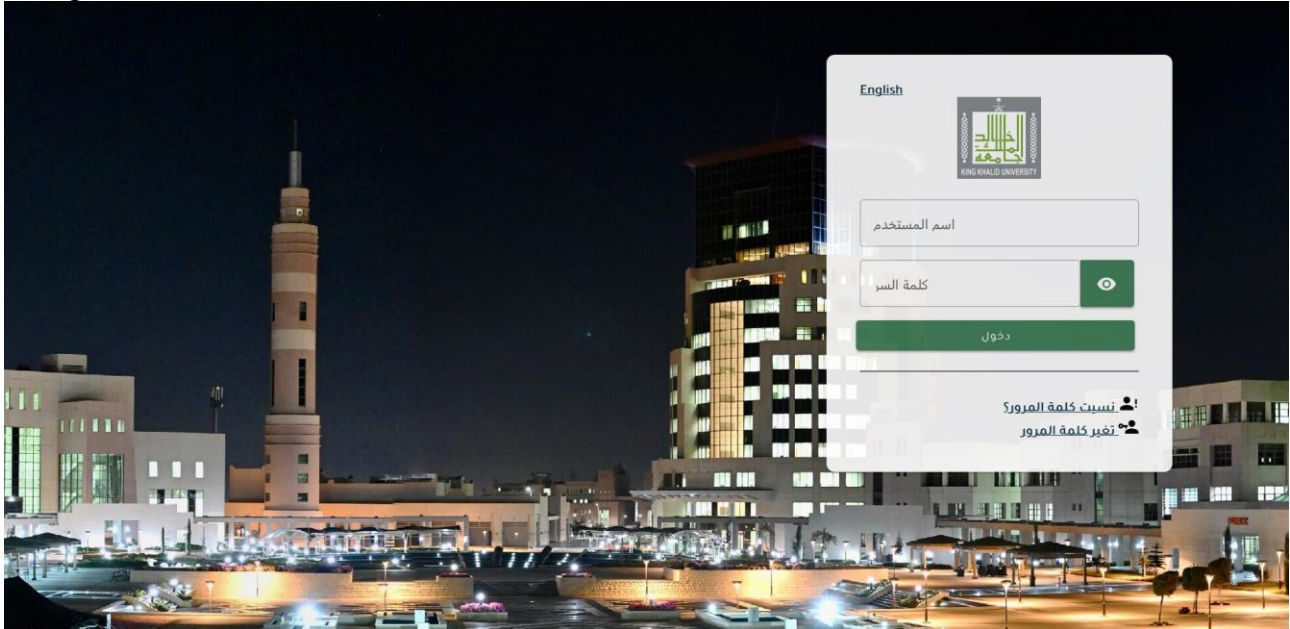 English
جامعة الملك خالد
KING KHALID UNIVERSITY
اسم المستخدم
كلمة السر
دخول
نسيت كلمة المرور؟
تغير كلمة المرور